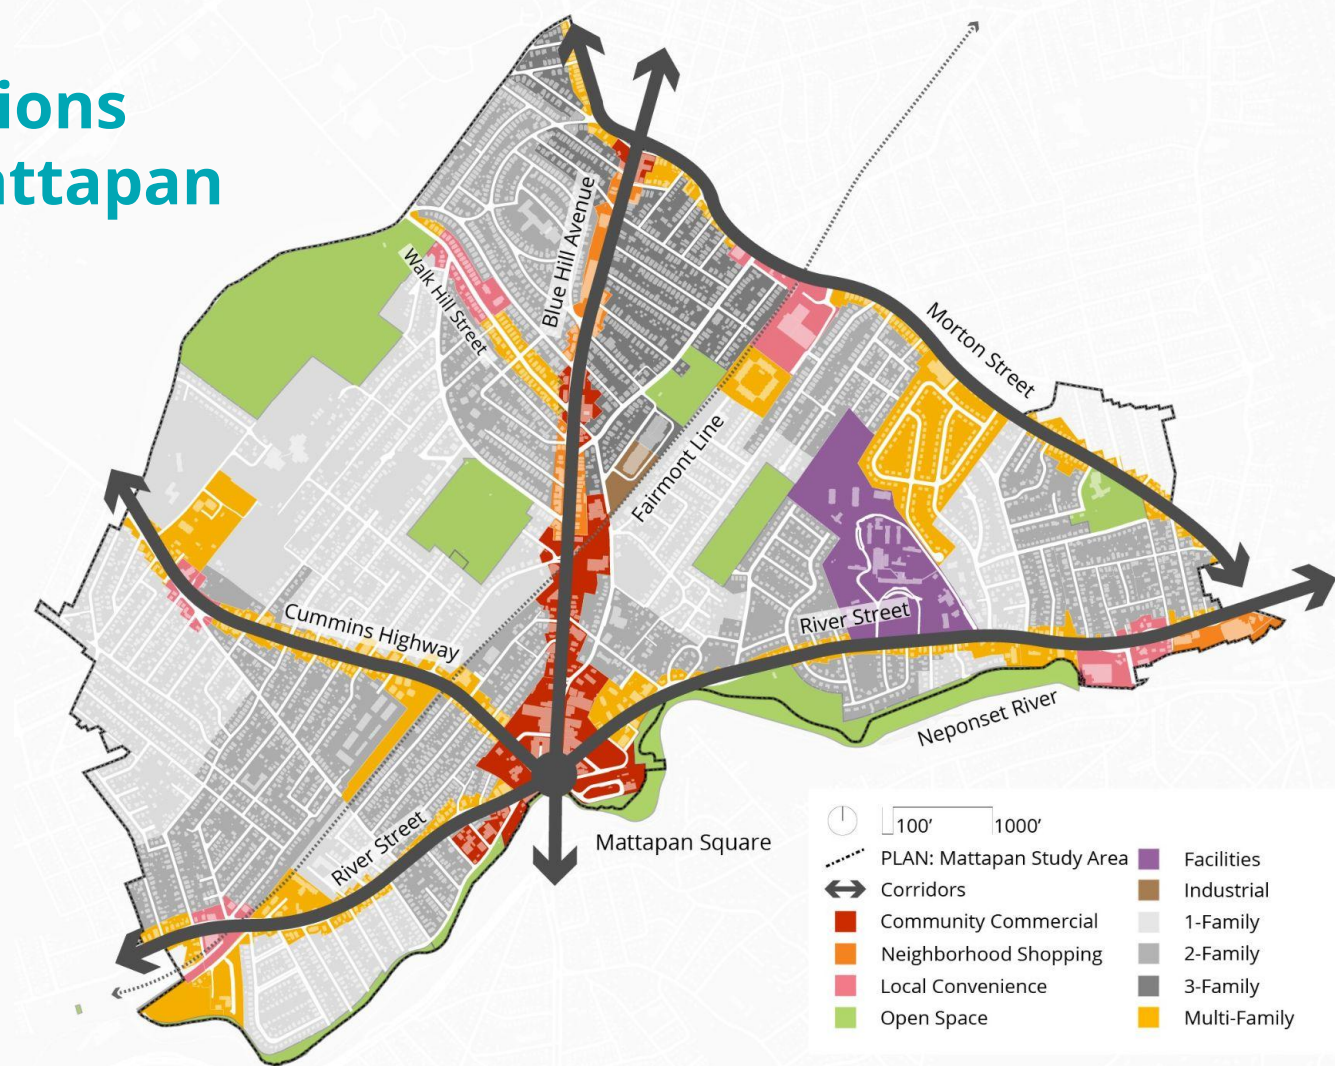 ions
attapan
Blue Hill Avenue
Walk Hill Street
Morton Street
Fairmont Line
Cummins Highway
River Street
Neponset River
River Street
Mattapan Square
100' 1000'
PLAN: Mattapan Study Area
Corridors
Community Commercial
Neighborhood Shopping
Local Convenience
Open Space
Facilities
Industrial
1-Family
2-Family
3-Family
Multi-Family